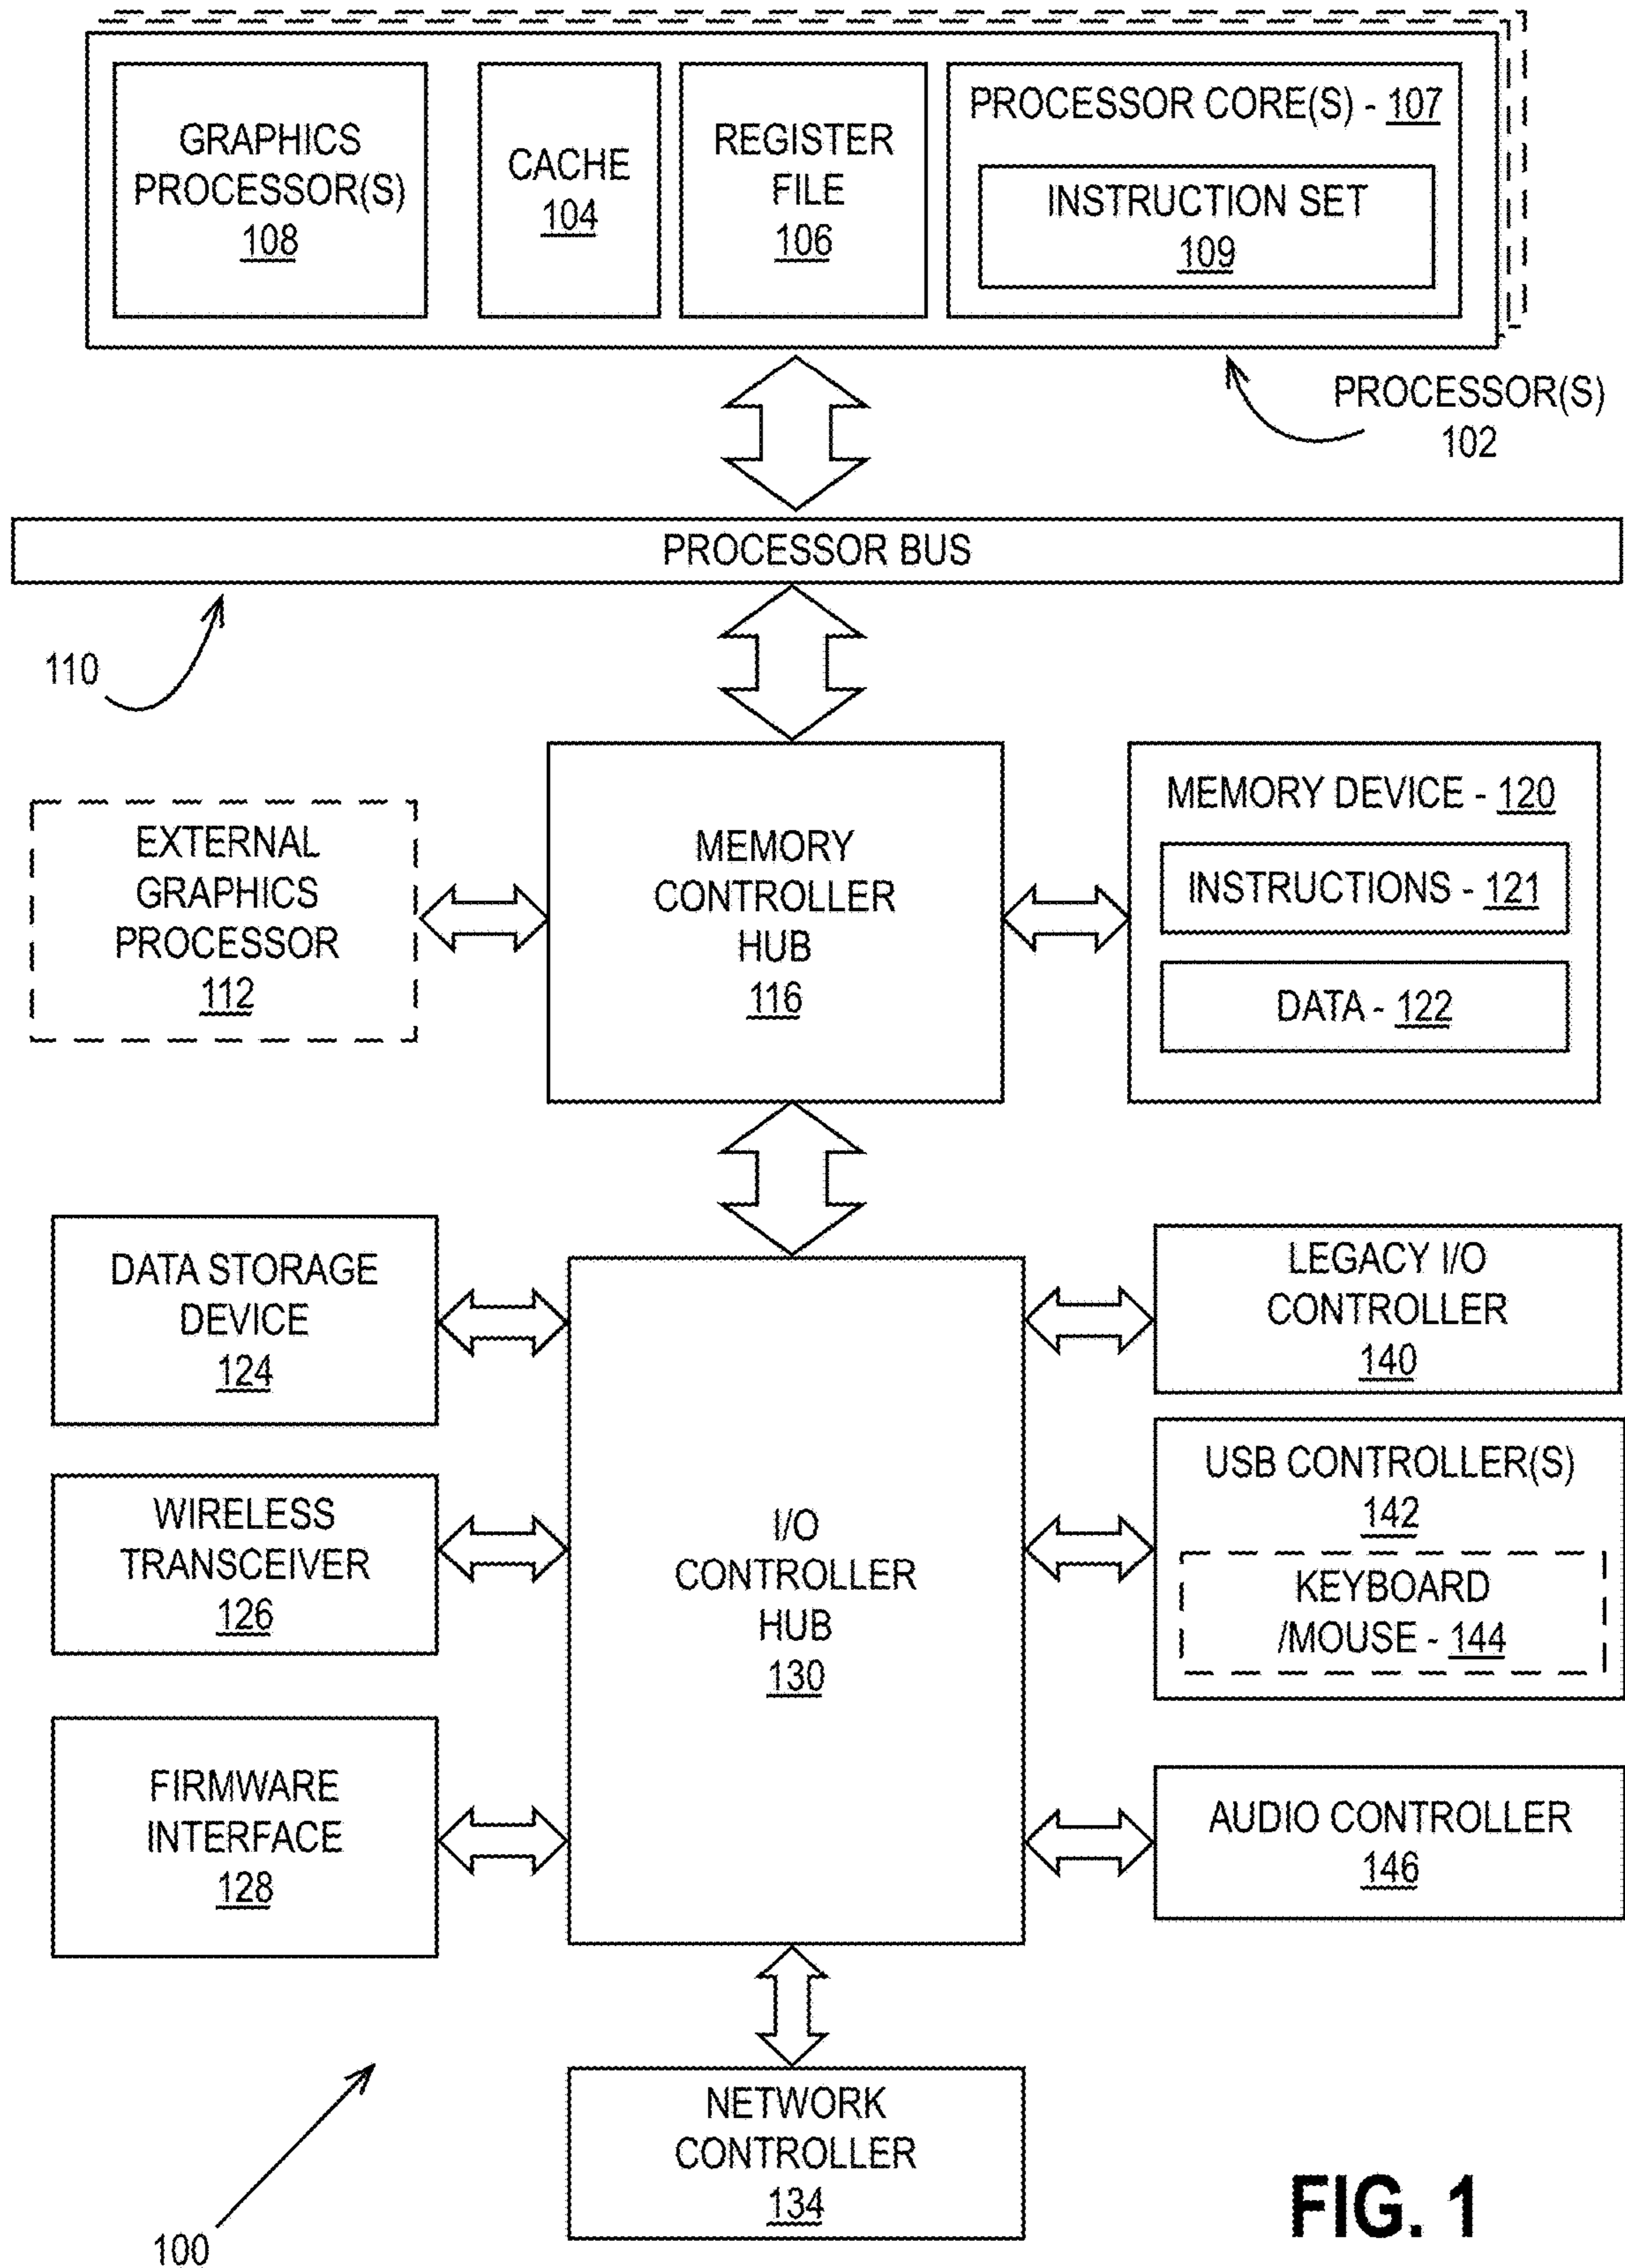 GRAPHICS
PROCESSOR(S)
108
CACHE
104
REGISTER
FILE
106
PROCESSOR CORE(S) - 107
INSTRUCTION SET
109
PROCESSOR(S)
102
PROCESSOR BUS
110
EXTERNAL
GRAPHICS
PROCESSOR
112
MEMORY
CONTROLLER
HUB
116
MEMORY DEVICE - 120
INSTRUCTIONS - 121
DATA - 122
DATA STORAGE
DEVICE
124
WIRELESS
TRANSCEIVER
126
FIRMWARE
INTERFACE
128
I/O
CONTROLLER
HUB
130
LEGACY I/O
CONTROLLER
140
USB CONTROLLER(S)
142
KEYBOARD
/MOUSE - 144
AUDIO CONTROLLER
146
NETWORK
CONTROLLER
134
100
FIG. 1